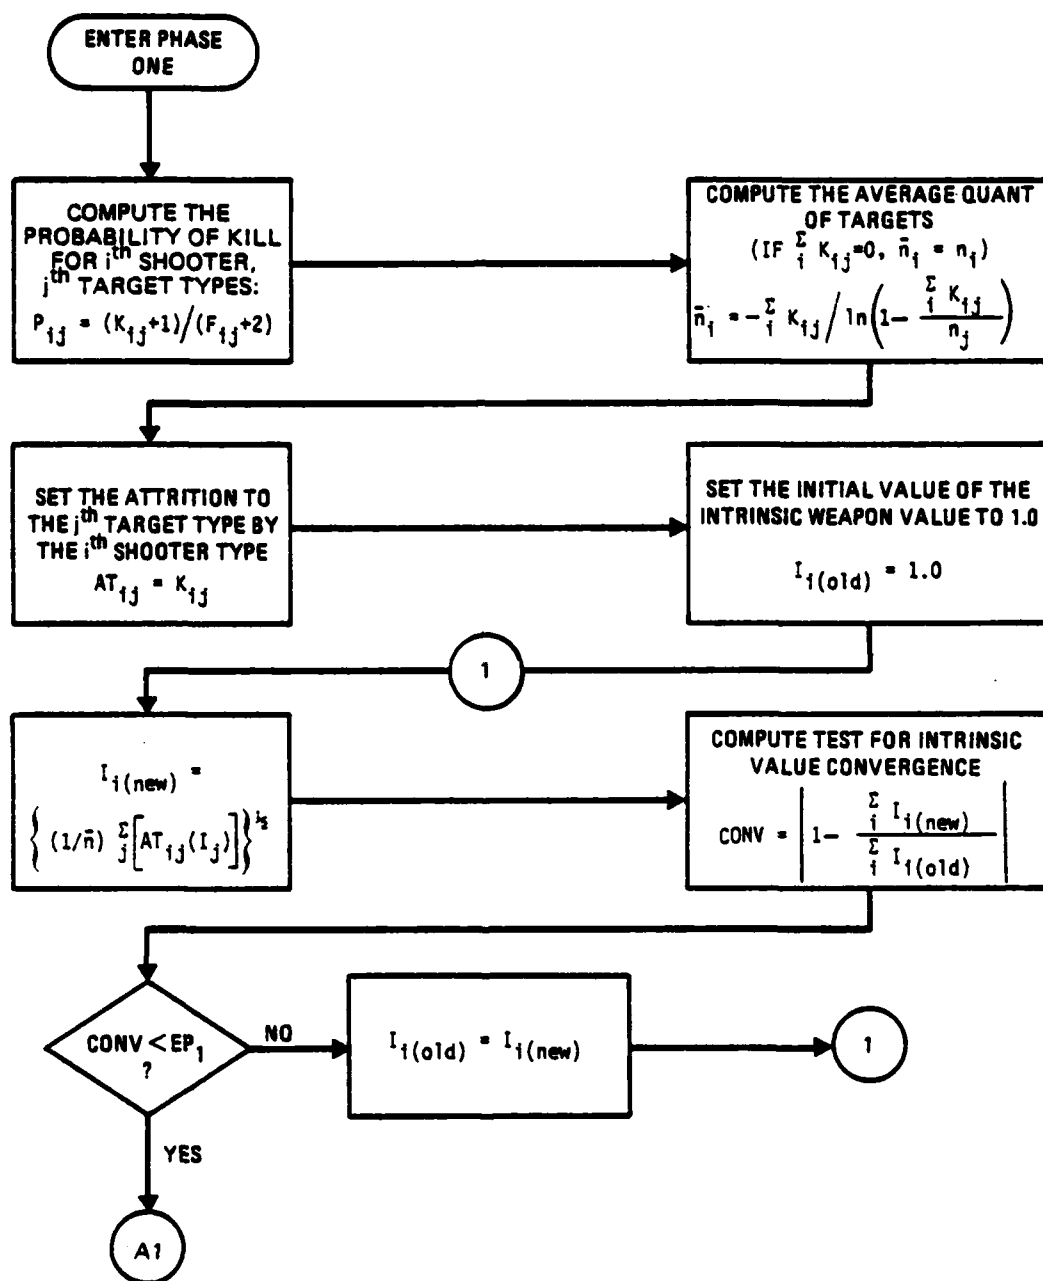 ENTER PHASE
ONE
COMPUTE THE
PROBABILITY OF KILL
FOR i^th SHOOTER,
j^th TARGET TYPES:
P_ij = (K_ij+1)/(F_ij+2)
COMPUTE THE AVERAGE QUANT
OF TARGETS
(IF Σ_i K_ij=0, n̄_i = n_i)
n̄_i = -Σ_i K_ij / ln(1- Σ_i K_ij / n_j)
SET THE ATTRITION TO
THE j^th TARGET TYPE BY
THE i^th SHOOTER TYPE
AT_ij = K_ij
SET THE INITIAL VALUE OF THE
INTRINSIC WEAPON VALUE TO 1.0
I_i(old) = 1.0
1
I_i(new) =
{ (1/n̄) Σ_j [AT_ij(I_j)] }^½
COMPUTE TEST FOR INTRINSIC
VALUE CONVERGENCE
CONV = | 1- Σ_i I_i(new) / Σ_i I_i(old) |
CONV < EP_1
?
NO
I_i(old) = I_i(new)
1
YES
A1